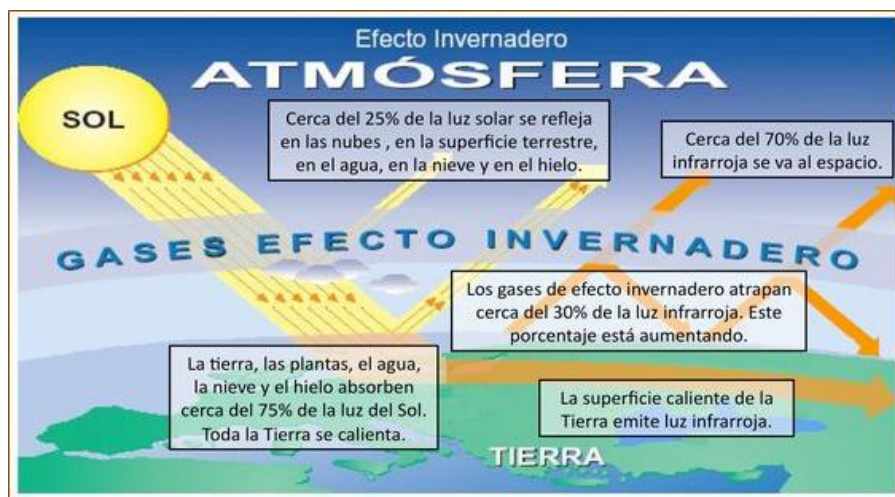 Efecto Invernadero
ATMÓSFERA
SOL
Cerca del 25% de la luz solar se refleja
en las nubes , en la superficie terrestre,
en el agua, en la nieve y en el hielo.
Cerca del 70% de la luz
infrarroja se va al espacio.
GASES EFECTO INVERNADERO
Los gases de efecto invernadero atrapan
cerca del 30% de la luz infrarroja. Este
porcentaje está aumentando.
La tierra, las plantas, el agua,
la nieve y el hielo absorben
cerca del 75% de la luz del Sol.
Toda la Tierra se calienta.
La superficie caliente de la
Tierra emite luz infrarroja.
TIERRA